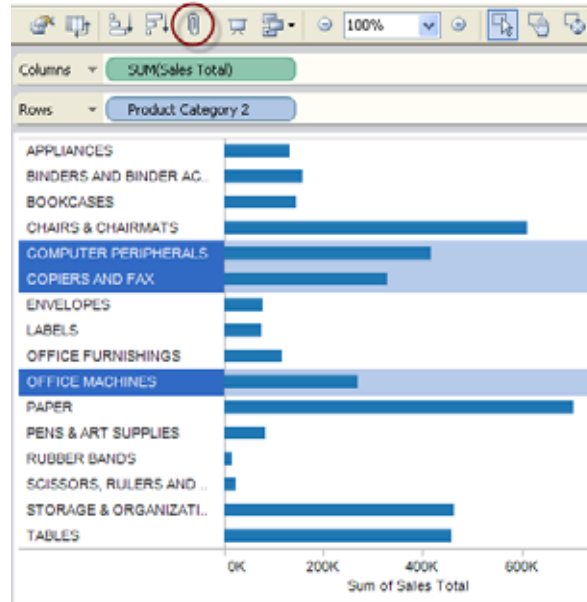 100%
Columns SUM(Sales Total)
Rows Product Category 2
APPLIANCES
BINDERS AND BINDER AC..
BOOKCASES
CHAIRS & CHAIRMATS
COMPUTER PERIPHERALS
COPIERS AND FAX
ENVELOPES
LABELS
OFFICE FURNISHINGS
OFFICE MACHINES
PAPER
PENS & ART SUPPLIES
RUBBER BANDS
SCISSORS, RULERS AND ..
STORAGE & ORGANIZATI..
TABLES
0K 200K 400K 600K
Sum of Sales Total